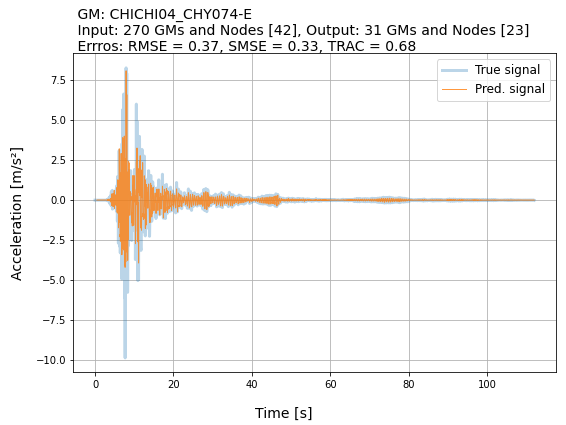 GM: CHICHI04_CHY074-E
Input: 270 GMs and Nodes [42], Output: 31 GMs and Nodes [23]
Errros: RMSE = 0.37, SMSE = 0.33, TRAC = 0.68
True signal
Pred. signal
7.5
5.0
2.5
0.0
−2.5
−5.0
−7.5
−10.0
Acceleration [m/s²]
0 20 40 60 80 100
Time [s]